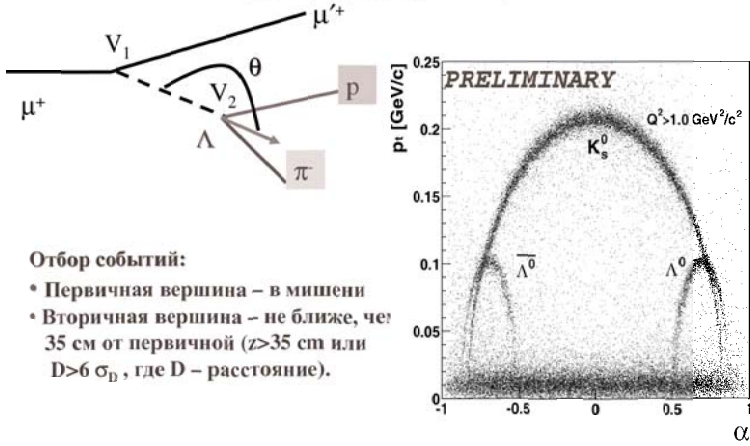 μ'+
V1
θ
μ+
V2
p
Λ
π-
Отбор событий:
• Первичная вершина – в мишени
• Вторичная вершина – не ближе, че
35 см от первичной (z>35 cm или
D>6 σD , где D – расстояние).
PRELIMINARY
Q²>1.0 GeV²/c²
K⁰s
Λ⁰
Λ⁰
pt [GeV/c]
0.25
0.2
0.15
0.1
0.05
0
-1
-0.5
0
0.5
1
α